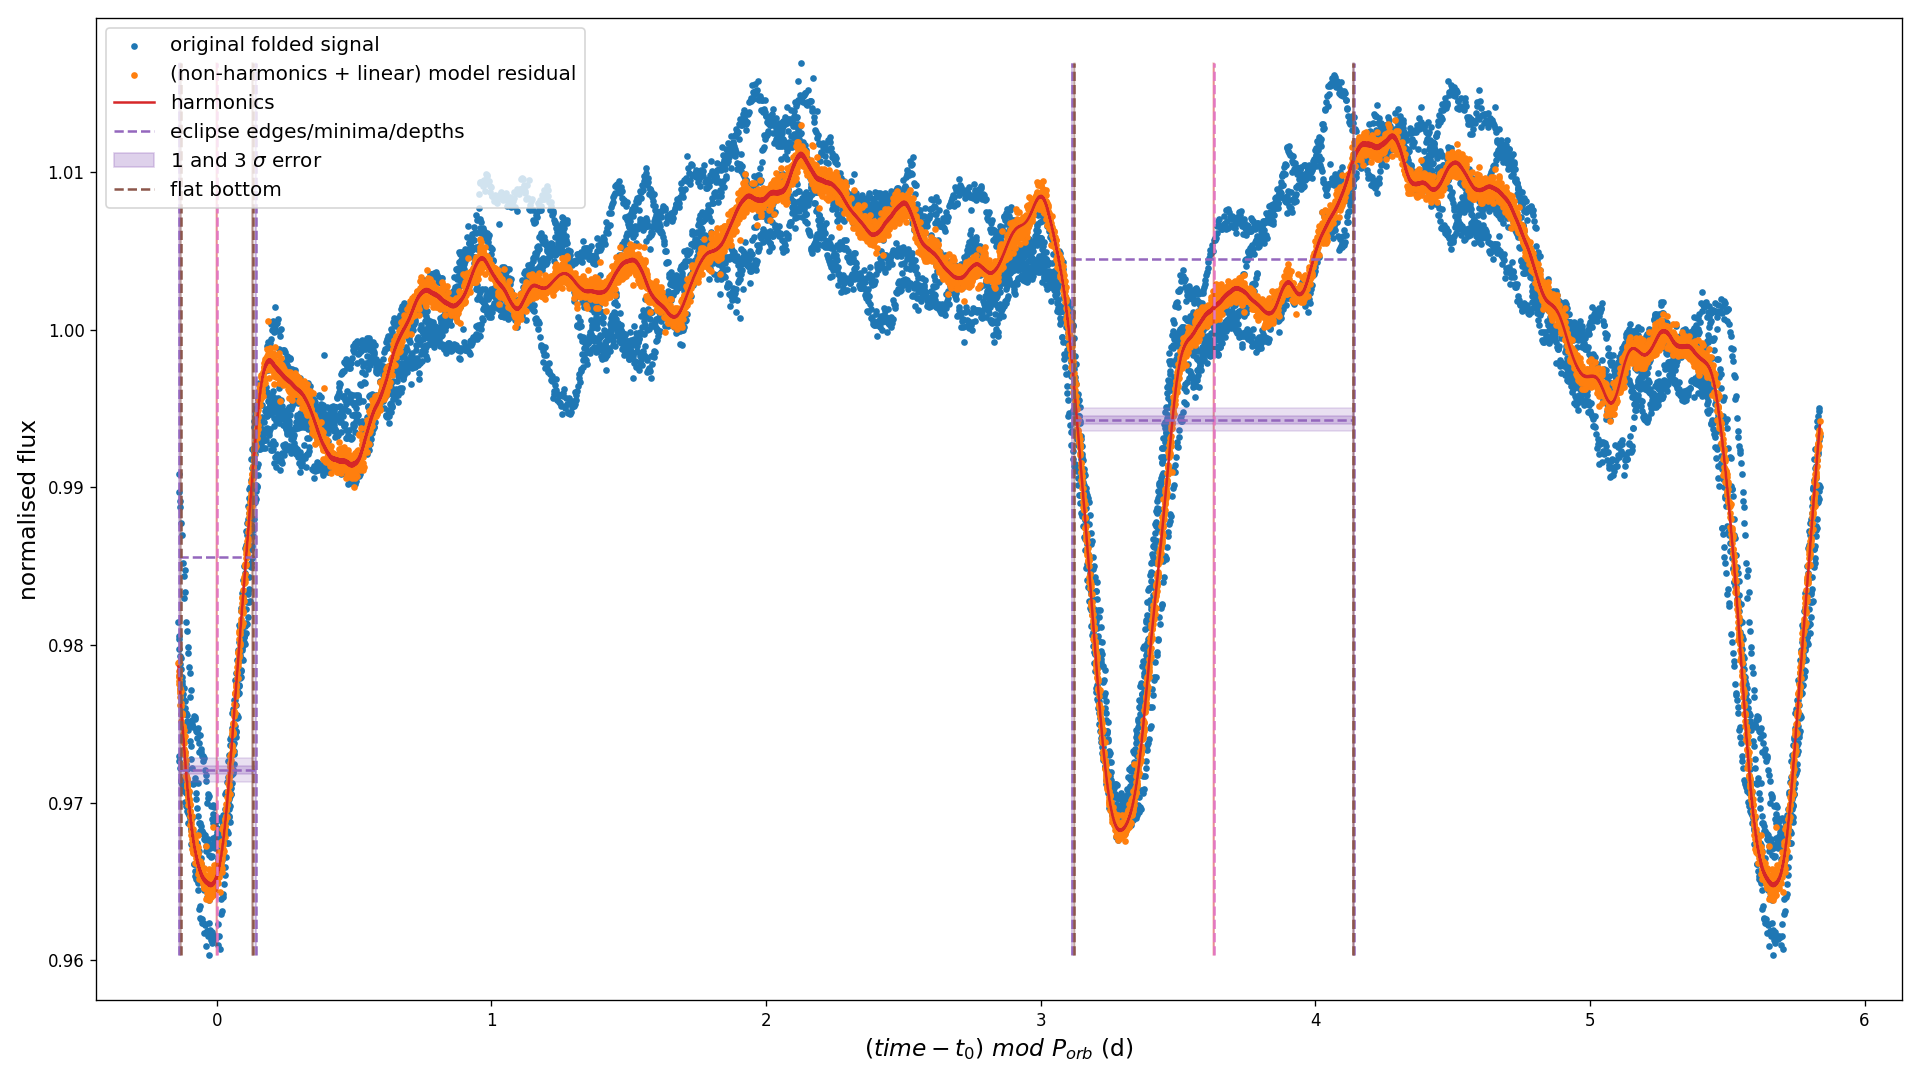 original folded signal
(non-harmonics + linear) model residual
harmonics
eclipse edges/minima/depths
1 and 3 σ error
flat bottom
1.01
1.00
0.99
0.98
0.97
0.96
normalised flux
0 1 2 3 4 5 6
(time − t₀) mod Pₒᵣb (d)